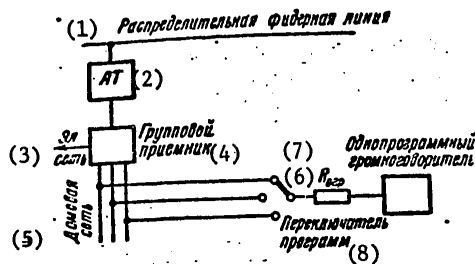 (1) Распределительная фидерная линия
АТ (2)
(3) Эл сеть
Групповой
приемник (4)
Однопрограммный
громкоговоритель
(7)
(6) Rогр
Домовая
сеть
(5)
Переключатель
программ
(8)